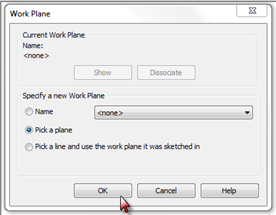 Work Plane
Current Work Plane
Name:
<none>
Show Dissociate
Specify a new Work Plane
Name <none>
Pick a plane
Pick a line and use the work plane it was sketched in
OK Cancel Help